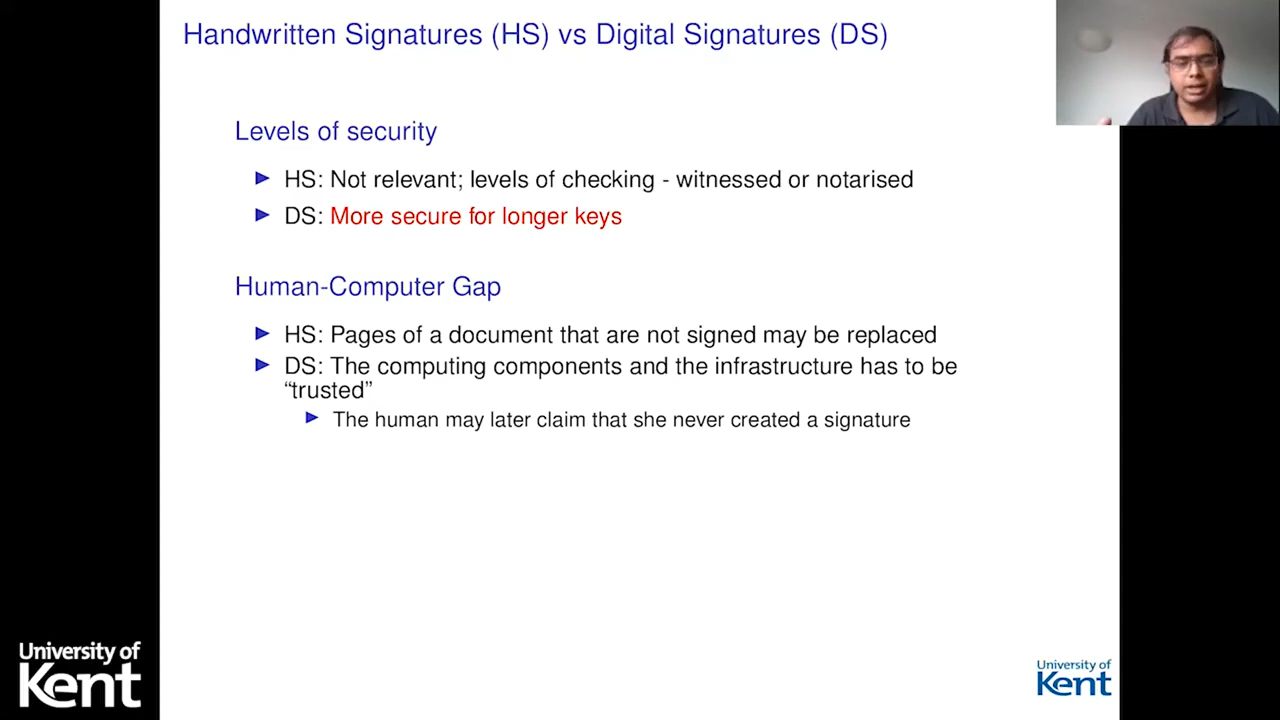 Handwritten Signatures (HS) vs Digital Signatures (DS)
Levels of security
HS: Not relevant; levels of checking - witnessed or notarised
DS: More secure for longer keys
Human-Computer Gap
HS: Pages of a document that are not signed may be replaced
DS: The computing components and the infrastructure has to be
“trusted”
The human may later claim that she never created a signature
University of
Kent
University of
Kent